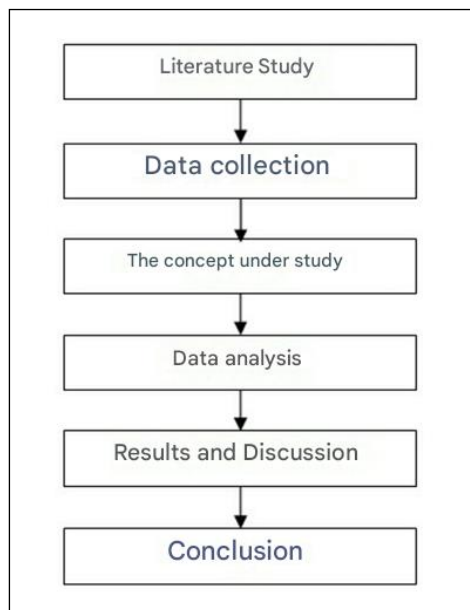 Literature Study
Data collection
The concept under study
Data analysis
Results and Discussion
Conclusion